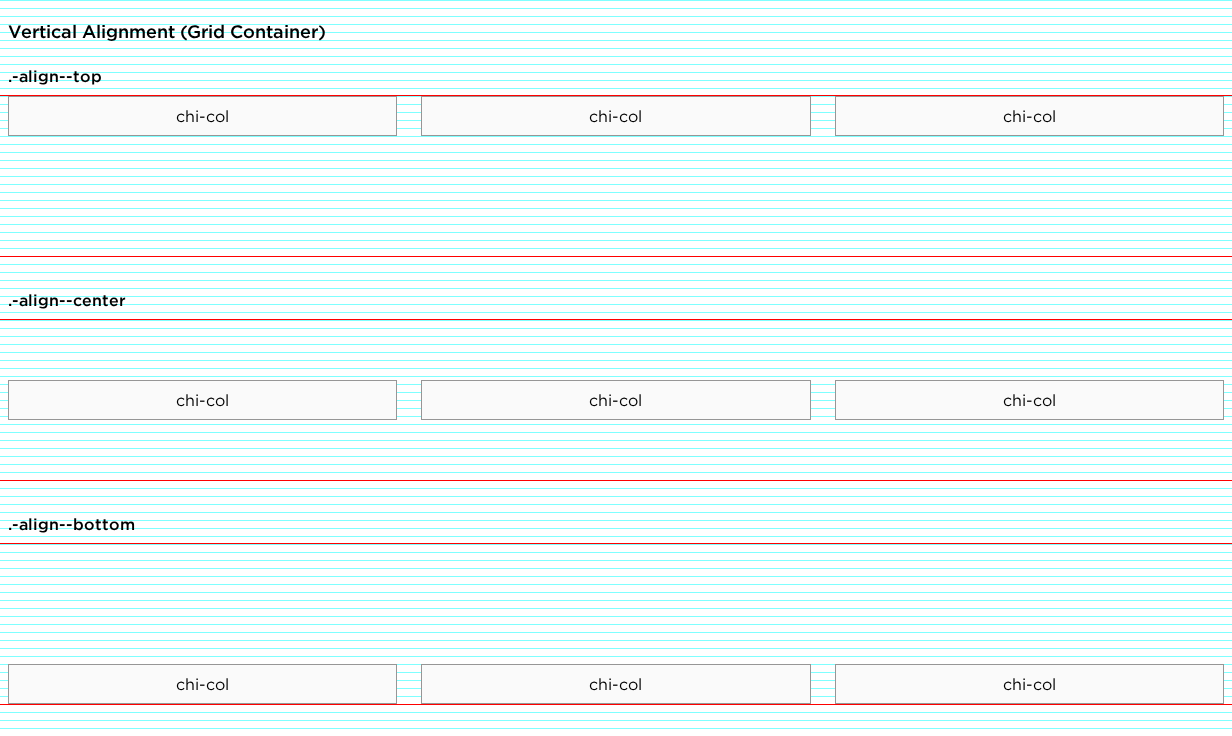 Vertical Alignment (Grid Container)
.-align--top
chi-col chi-col chi-col
.-align--center
chi-col chi-col chi-col
.-align--bottom
chi-col chi-col chi-col